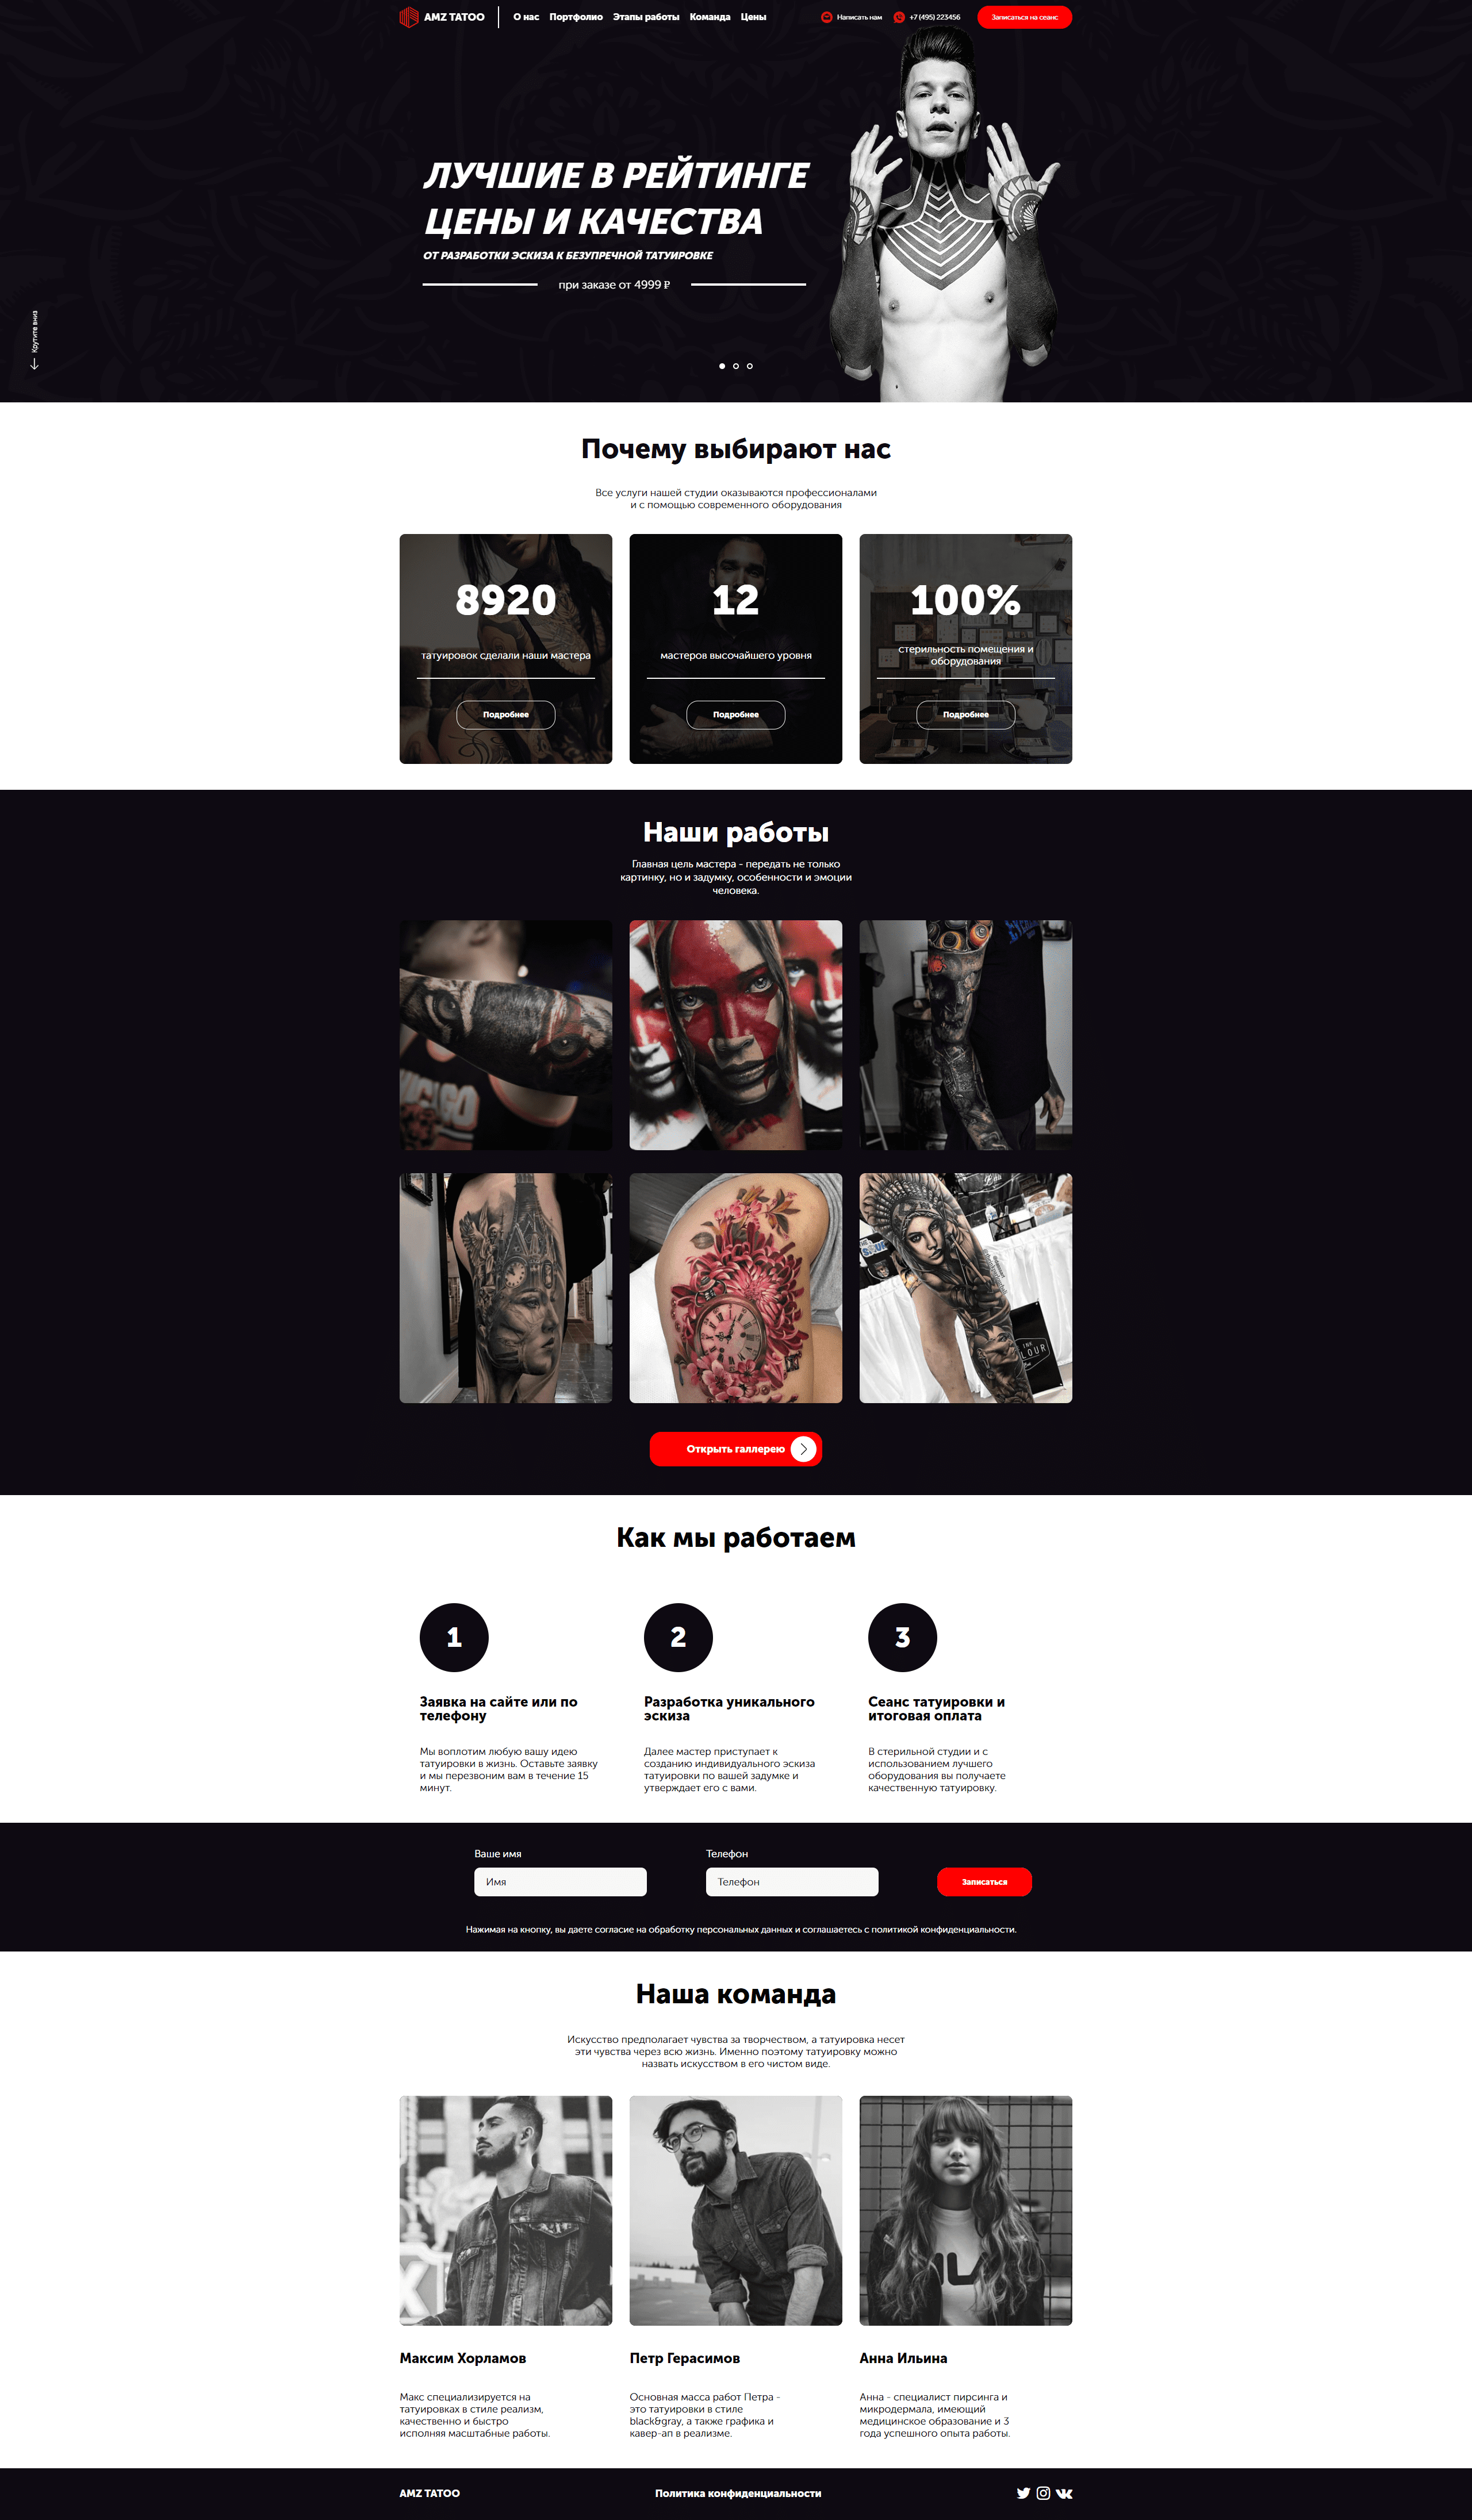 AMZ TATOO
О нас Портфолио Этапы работы Команда Цены
Написать нам
+7 (495) 223456
Записаться на сеанс
ЛУЧШИЕ В РЕЙТИНГЕ
ЦЕНЫ И КАЧЕСТВА
ОТ РАЗРАБОТКИ ЭСКИЗА К БЕЗУПРЕЧНОЙ ТАТУИРОВКЕ
при заказе от 4999 ₽
Крутите вниз
Почему выбирают нас
Все услуги нашей студии оказываются профессионалами
и с помощью современного оборудования
8920
татуировок сделали наши мастера
Подробнее
12
мастеров высочайшего уровня
Подробнее
100%
стерильность помещения и
оборудования
Подробнее
Наши работы
Главная цель мастера - передать не только
картинку, но и задумку, особенности и эмоции
человека.
Открыть галлерею
Как мы работаем
1
Заявка на сайте или по
телефону
Мы воплотим любую вашу идею
татуировки в жизнь. Оставьте заявку
и мы перезвоним вам в течение 15
минут.
2
Разработка уникального
эскиза
Далее мастер приступает к
созданию индивидуального эскиза
татуировки по вашей задумке и
утверждает его с вами.
3
Сеанс татуировки и
итоговая оплата
В стерильной студии и с
использованием лучшего
оборудования вы получаете
качественную татуировку.
Ваше имя
Имя
Телефон
Телефон
Записаться
Нажимая на кнопку, вы даете согласие на обработку персональных данных и соглашаетесь с политикой конфиденциальности.
Наша команда
Искусство предполагает чувства за творчеством, а татуировка несет
эти чувства через всю жизнь. Именно поэтому татуировку можно
назвать искусством в его чистом виде.
Максим Хорламов
Макс специализируется на
татуировках в стиле реализм,
качественно и быстро
исполняя масштабные работы.
Петр Герасимов
Основная масса работ Петра -
это татуировки в стиле
black&gray, а также графика и
кавер-ап в реализме.
Анна Ильина
Анна - специалист пирсинга и
микродермала, имеющий
медицинское образование и 3
года успешного опыта работы.
AMZ TATOO
Политика конфиденциальности